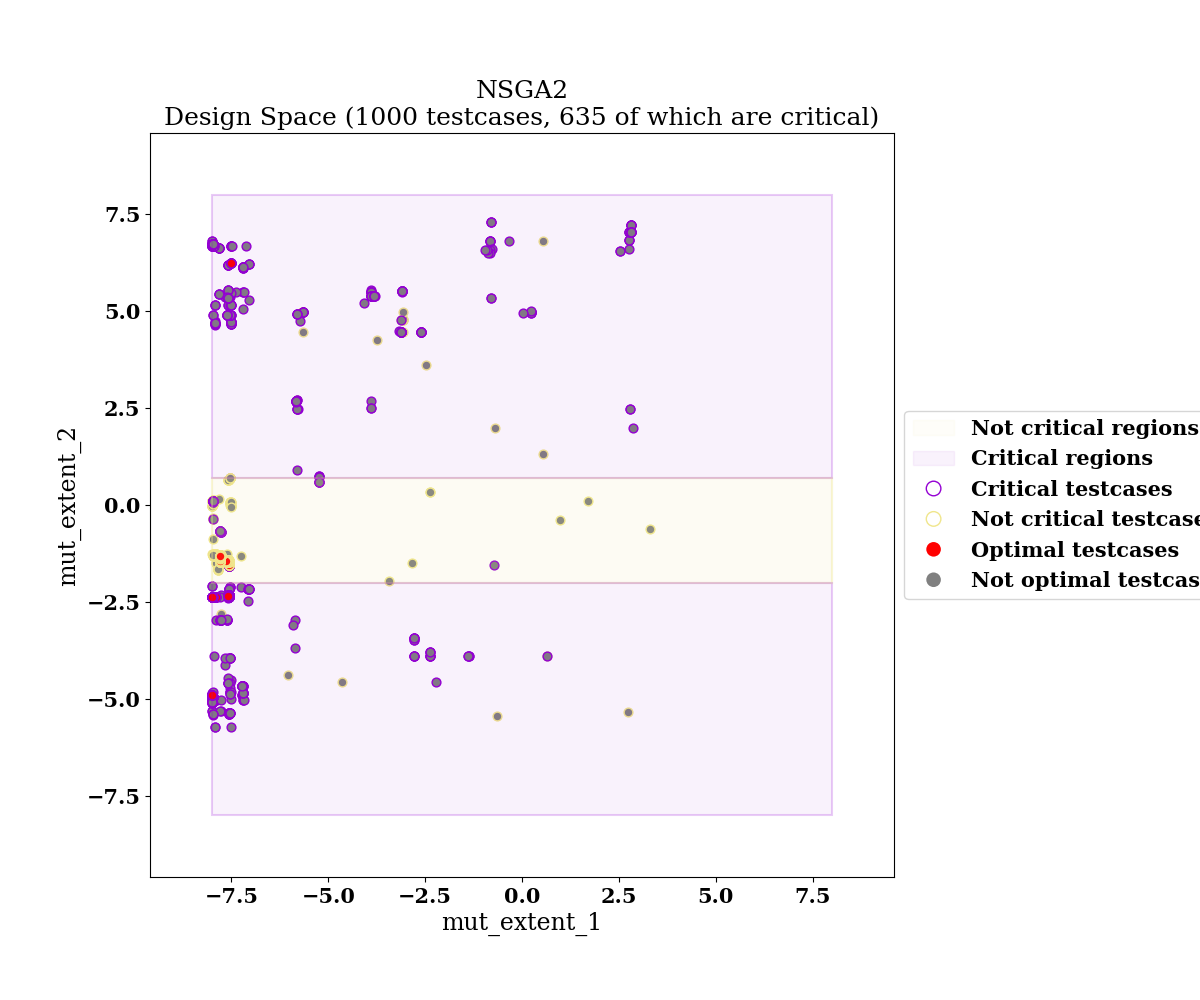 NSGA2
Design Space (1000 testcases, 635 of which are critical)
7.5
5.0
2.5
0.0
−2.5
−5.0
−7.5
mut_extent_2
−7.5 −5.0 −2.5 0.0 2.5 5.0 7.5
mut_extent_1
Not critical regions
Critical regions
Critical testcases
Not critical testcase
Optimal testcases
Not optimal testcas